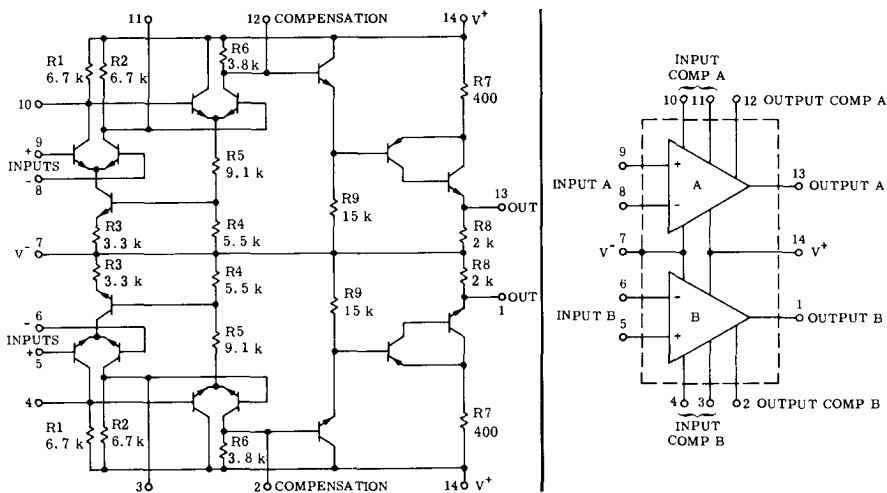 11 12 COMPENSATION 14 V+
R1
6.7 k
R2
6.7 k
R6
3.8 k
R7
400
10
9
+
INPUTS
-
8
R5
9.1 k
R9
15 k
13
OUT
R3
3.3 k
R4
5.5 k
R8
2 k
V- 7
R3
3.3 k
R4
5.5 k
R8
2 k
6
-
INPUTS
+
5
R5
9.1 k
R9
15 k
OUT
1
4
R1
6.7 k
R2
6.7 k
R6
3.8 k
R7
400
3 2 COMPENSATION 14 V+
INPUT
COMP A
10 11 12 OUTPUT COMP A
9
+
INPUT A
8
-
A
13
OUTPUT A
V- 7
14
V+
6
-
INPUT B
5
+
B
1
OUTPUT B
4 3 2 OUTPUT COMP B
INPUT
COMP B